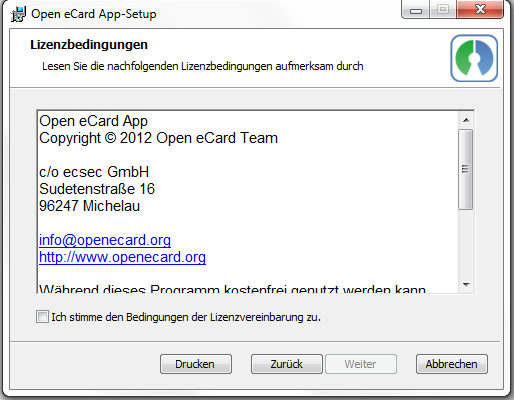 Open eCard App-Setup
Lizenzbedingungen
Lesen Sie die nachfolgenden Lizenzbedingungen aufmerksam durch
Open eCard App
Copyright © 2012 Open eCard Team
c/o ecsec GmbH
Sudetenstraße 16
96247 Michelau
info@openecard.org
http://www.openecard.org
Während dieses Programm kostenfrei genutzt werden kann
Ich stimme den Bedingungen der Lizenzvereinbarung zu.
Drucken Zurück Weiter Abbrechen